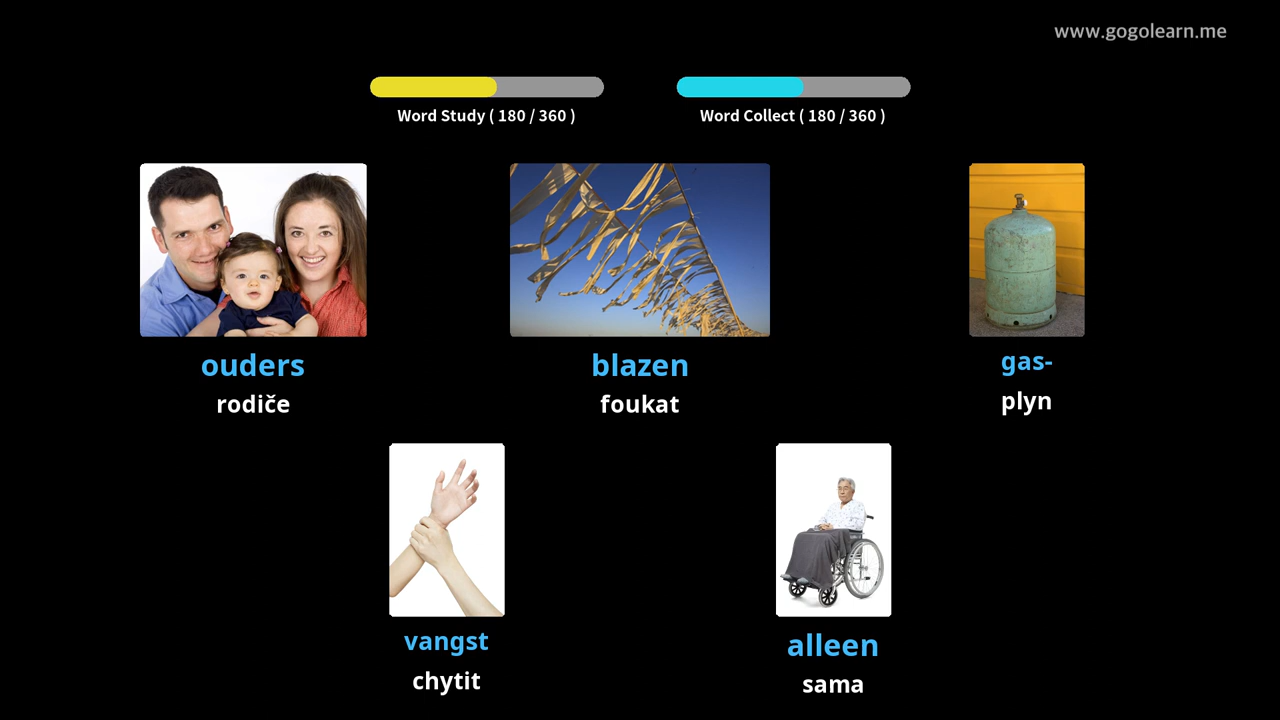 www.gogolearn.me
Word Study ( 180 / 360 )
Word Collect ( 180 / 360 )
ouders
rodiče
blazen
foukat
gas-
plyn
vangst
chytit
alleen
sama